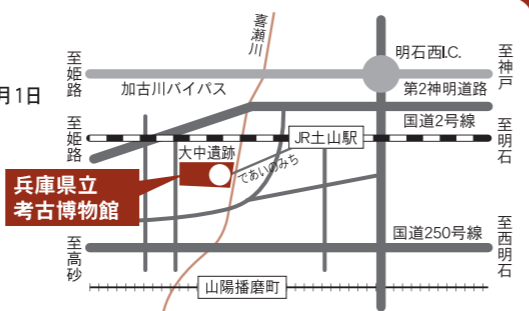 喜瀬川
明石西I.C.
至姫路
至神戸
月1日
加古川バイパス
第2神明道路
至姫路
国道2号線
至明石
JR土山駅
大中遺跡
であいのみち
兵庫県立
考古博物館
至高砂
国道250号線
至西明石
山陽播磨町